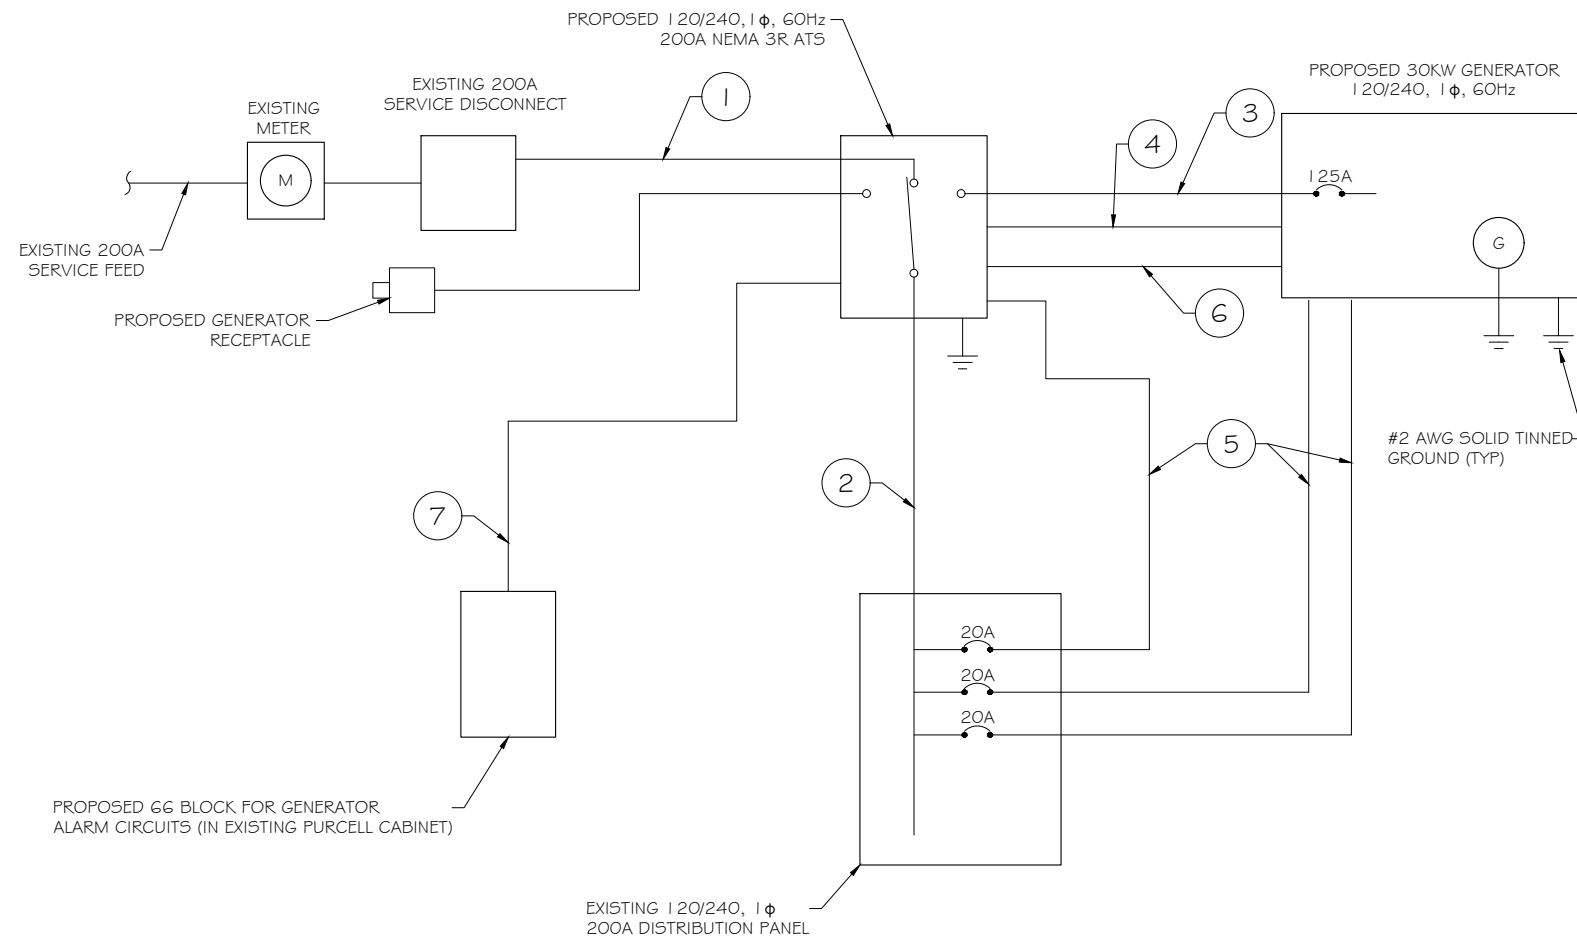 PROPOSED 120/240, 1ϕ, 60Hz
200A NEMA 3R ATS
EXISTING 200A
SERVICE DISCONNECT
EXISTING
METER
M
1
PROPOSED 30KW GENERATOR
120/240, 1ϕ, 60Hz
3
4
125A
G
6
EXISTING 200A
SERVICE FEED
PROPOSED GENERATOR
RECEPTACLE
#2 AWG SOLID TINNED
GROUND (TYP)
5
2
7
20A
20A
20A
PROPOSED 66 BLOCK FOR GENERATOR
ALARM CIRCUITS (IN EXISTING PURCELL CABINET)
EXISTING 120/240, 1ϕ
200A DISTRIBUTION PANEL